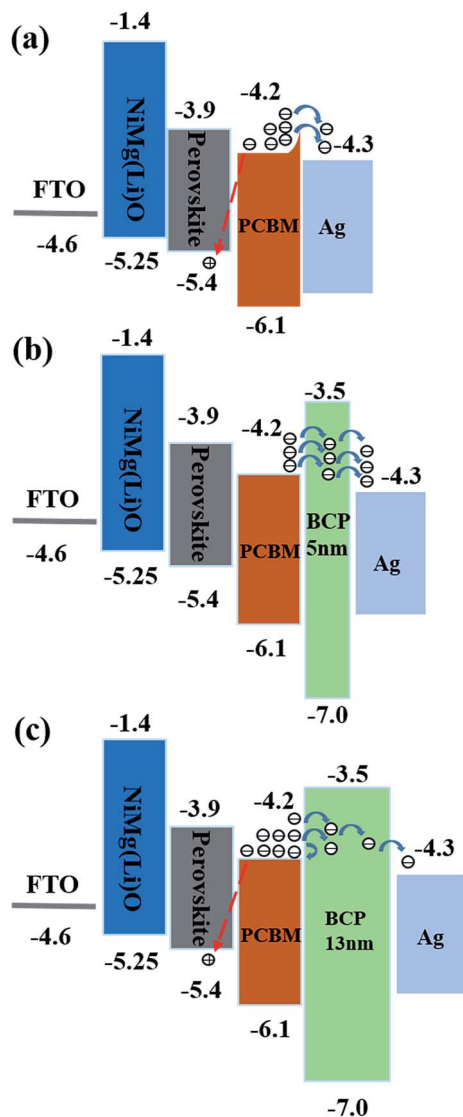 (a)
-1.4
-3.9
-4.2
-4.3
NiMg(Li)O
Perovskite
FTO
-4.6
PCBM
Ag
-5.25
-5.4
-6.1
(b)
-1.4
-3.5
-3.9
-4.2
-4.3
NiMg(Li)O
Perovskite
FTO
-4.6
PCBM
BCP
5nm
Ag
-5.25
-5.4
-6.1
-7.0
(c)
-1.4
-3.5
-3.9
-4.2
-4.3
NiMg(Li)O
Perovskite
FTO
-4.6
PCBM
BCP
13nm
Ag
-5.25
-5.4
-6.1
-7.0